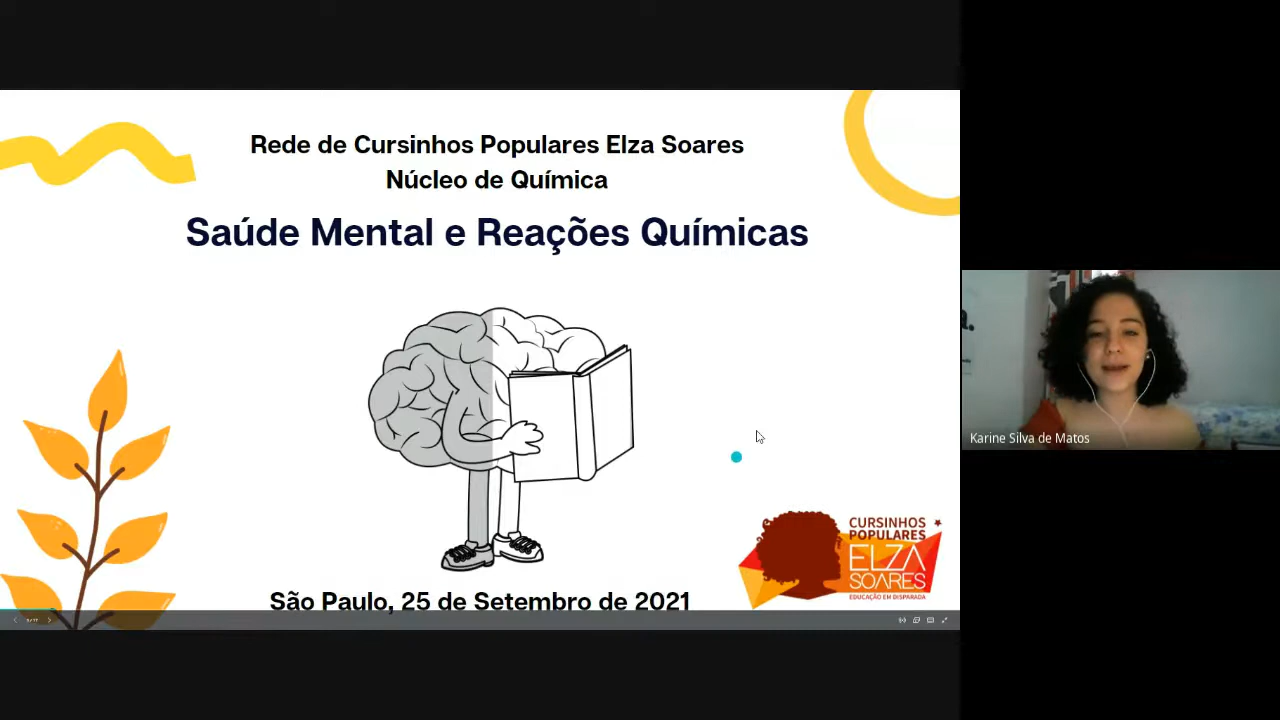 Rede de Cursinhos Populares Elza Soares
Núcleo de Química
Saúde Mental e Reações Químicas
CURSINHOS
POPULARES
ELZA
SOARES
EDUCAÇÃO EM DISPARADA
São Paulo, 25 de Setembro de 2021
Karine Silva de Matos